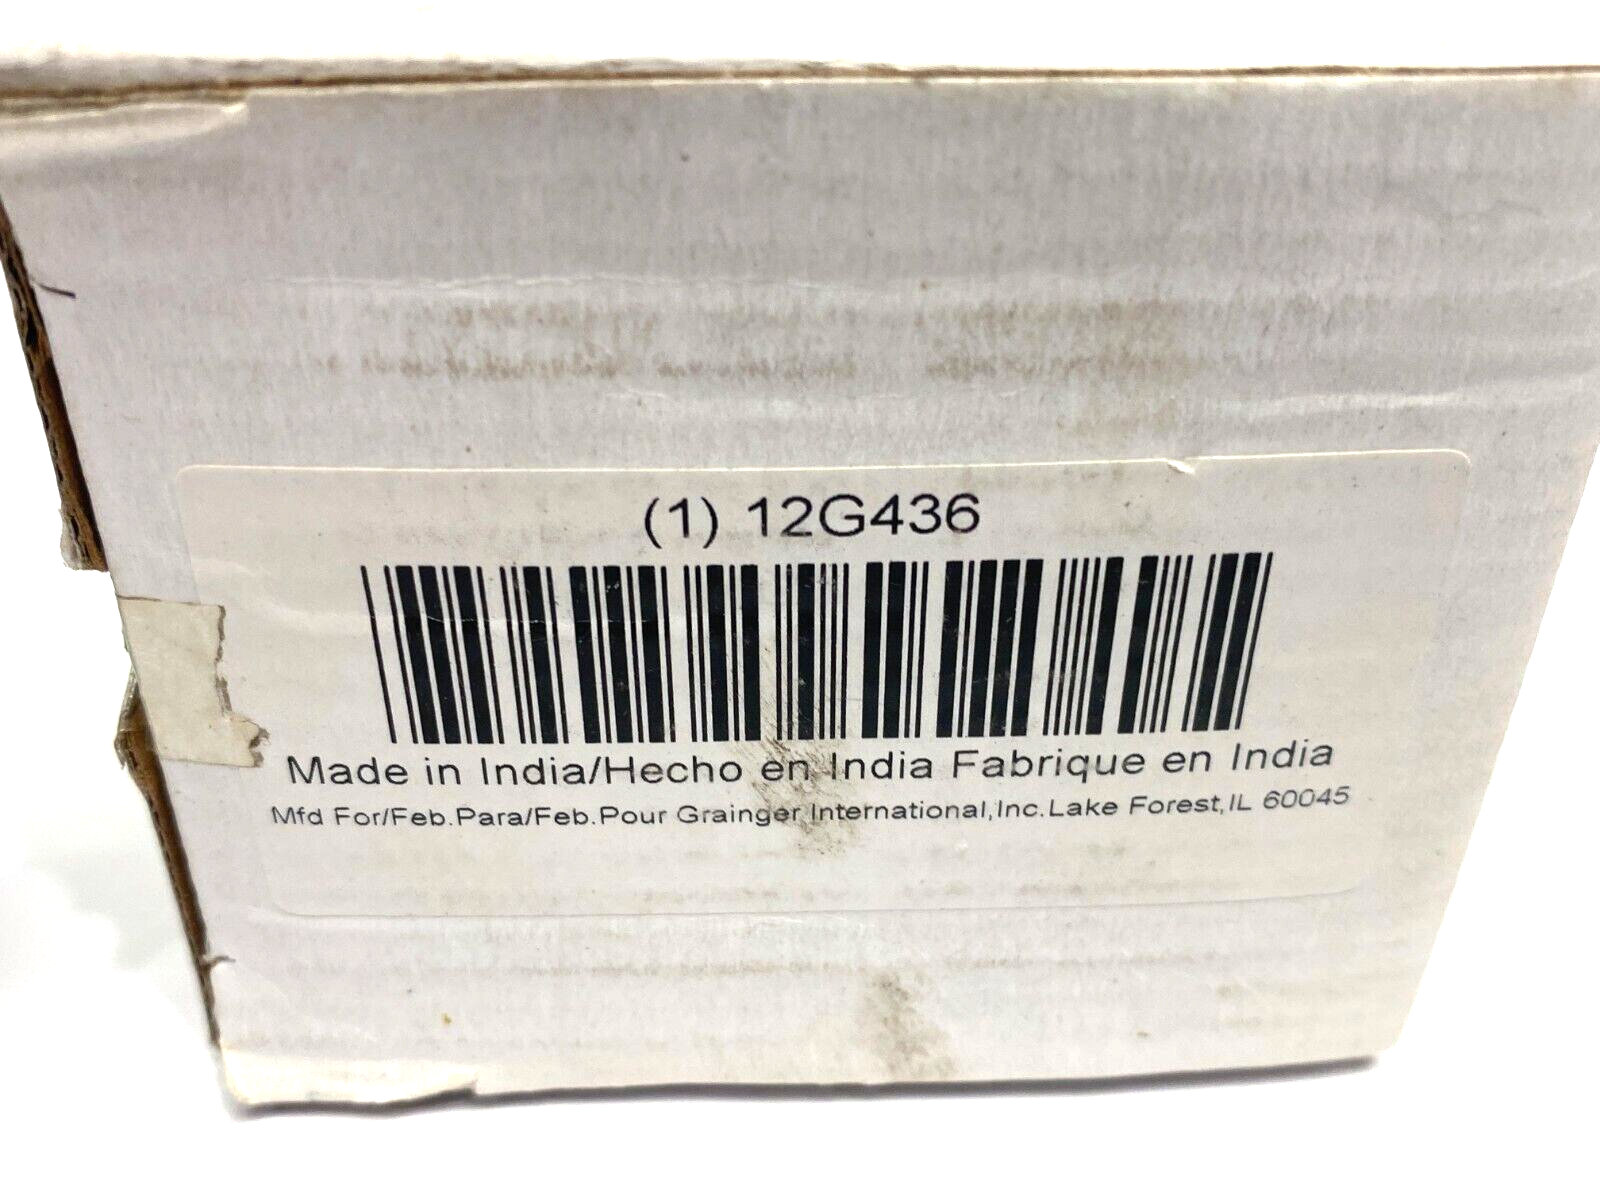 (1) 12G436
Made in India/Hecho en India Fabrique en India
Mfd For/Feb.Para/Feb.Pour Grainger International,Inc.Lake Forest,IL 60045